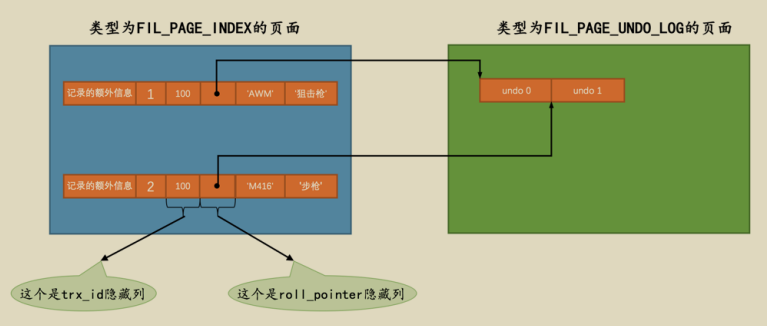 类型为FIL_PAGE_INDEX的页面
类型为FIL_PAGE_UNDO_LOG的页面
记录的额外信息 1 100 'AWM' '狙击枪'
undo 0 undo 1
记录的额外信息 2 100 'M416' '步枪'
这个是trx_id隐藏列
这个是roll_pointer隐藏列